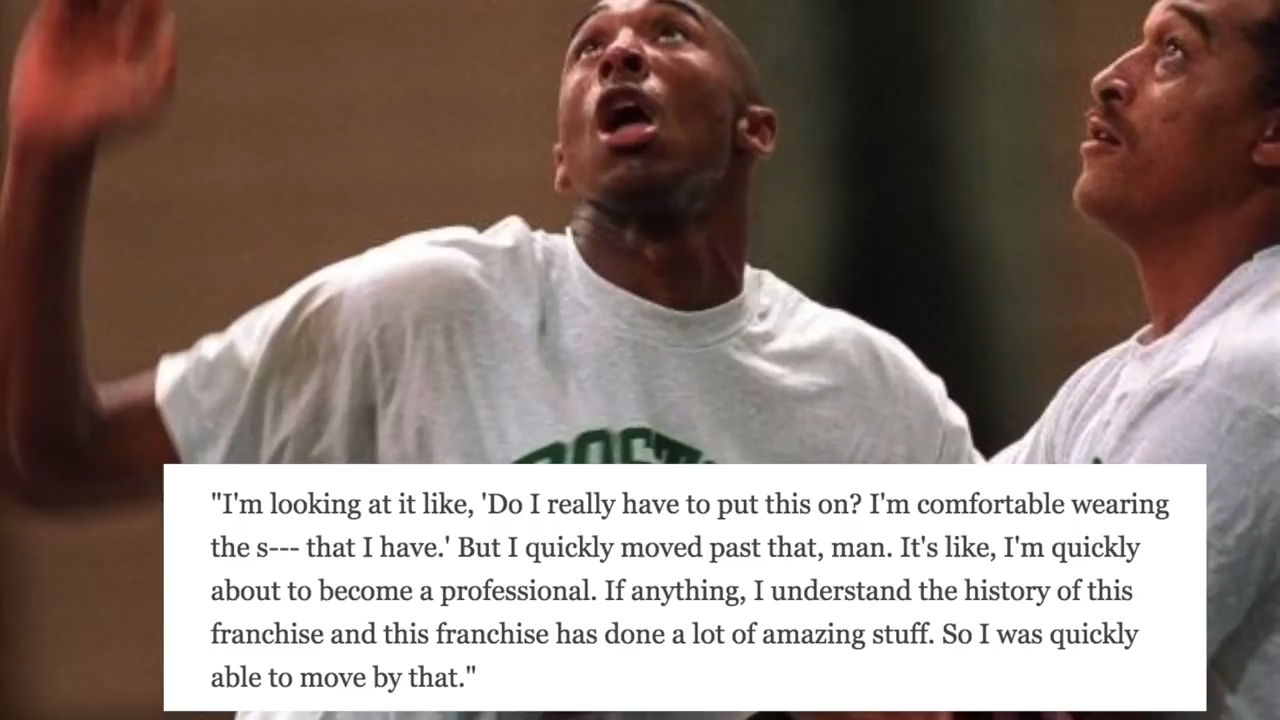 BOSTON
"I'm looking at it like, 'Do I really have to put this on? I'm comfortable wearing
the s--- that I have.' But I quickly moved past that, man. It's like, I'm quickly
about to become a professional. If anything, I understand the history of this
franchise and this franchise has done a lot of amazing stuff. So I was quickly
able to move by that."